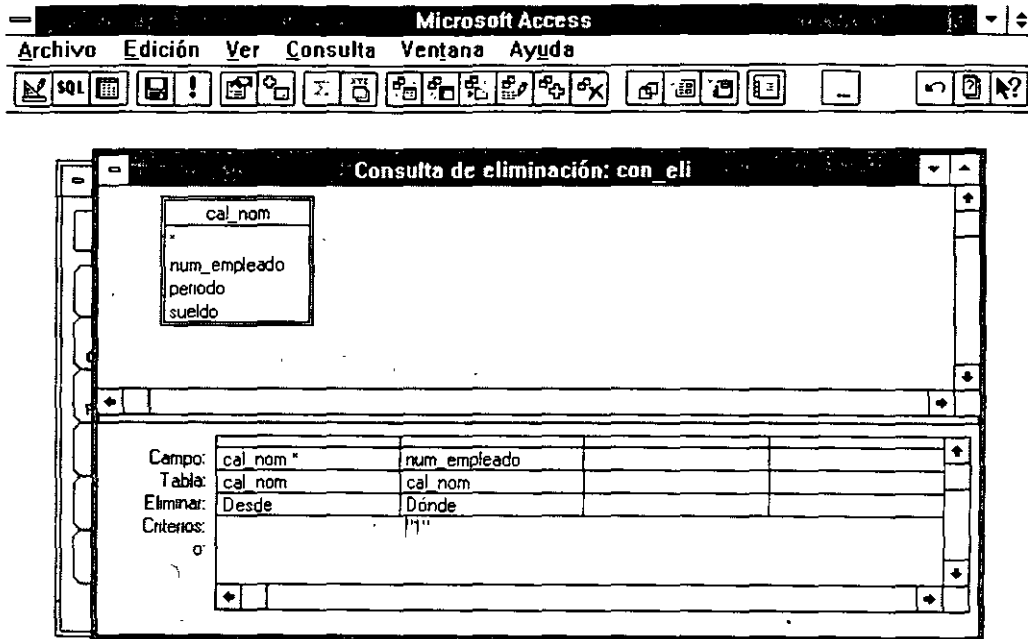 Microsoft Access
Archivo Edición Ver Consulta Ventana Ayuda
SQL
Consulta de eliminación: con_eli
cal_nom
*
num_empleado
periodo
sueldo
Campo: cal_nom * num_empleado
Tabla: cal_nom cal_nom
Eliminar: Desde Dónde
Criterios: "1"
o: